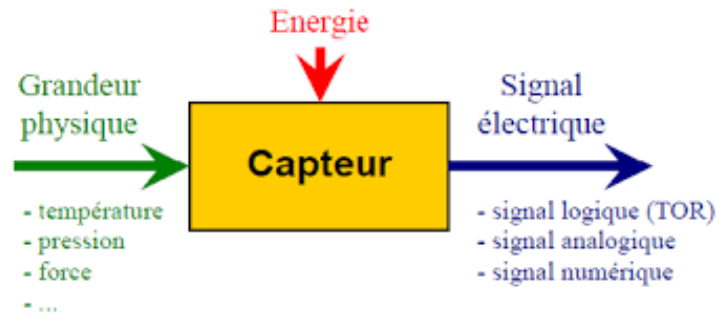 Energie
Grandeur
physique
- température
- pression
- force
- ...
Capteur
Signal
électrique
- signal logique (TOR)
- signal analogique
- signal numérique